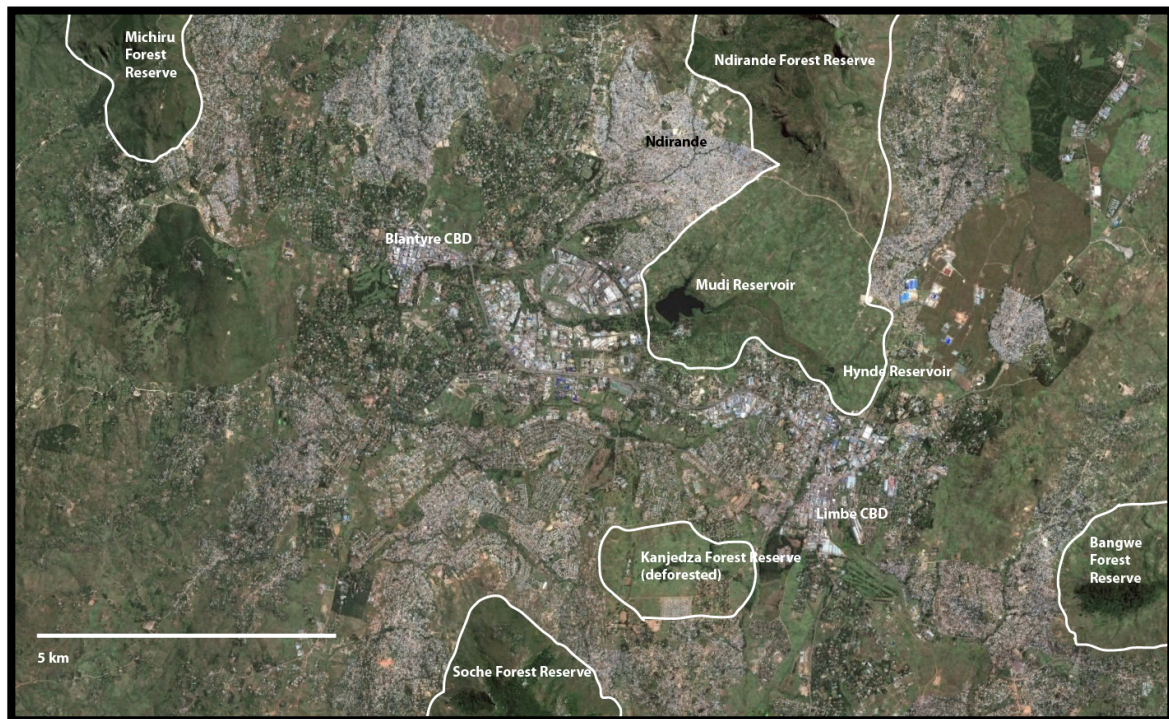 Michiru
Forest
Reserve
Ndirande Forest Reserve
Ndirande
Blantyre CBD
Mudi Reservoir
Hynde Reservoir
Limbe CBD
Kanjedza Forest Reserve
(deforested)
Bangwe
Forest
Reserve
5 km
Soche Forest Reserve